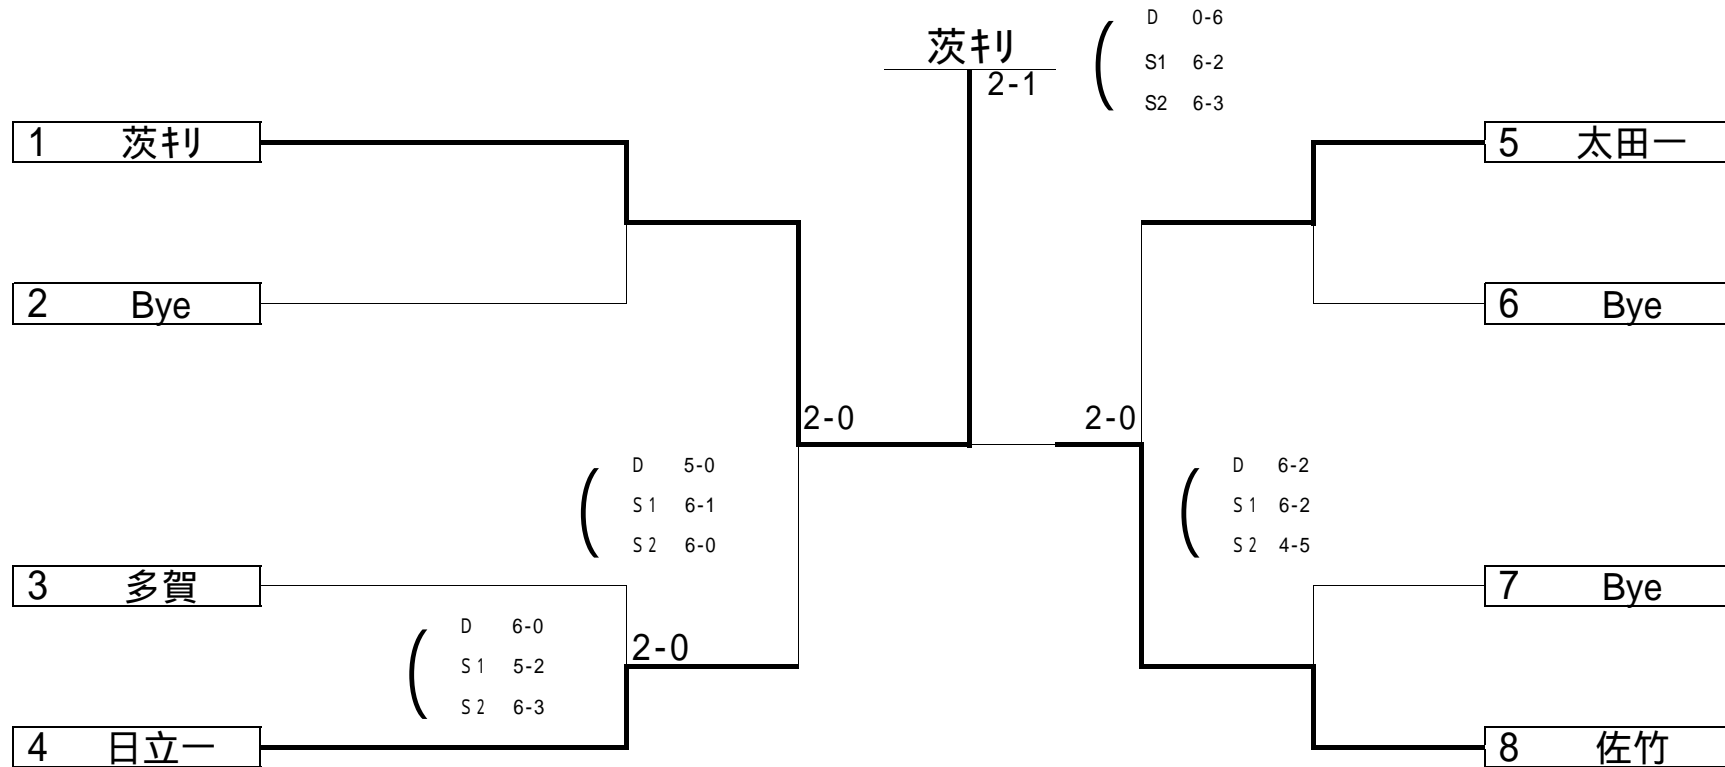 茨キリ
2-1
D 0-6
S1 6-2
S2 6-3
1 茨キリ
5 太田一
2 Bye
6 Bye
2-0
2-0
D 5-0
S1 6-1
S2 6-0
D 6-2
S1 6-2
S2 4-5
3 多賀
7 Bye
D 6-0
S1 5-2
S2 6-3
2-0
4 日立一
8 佐竹